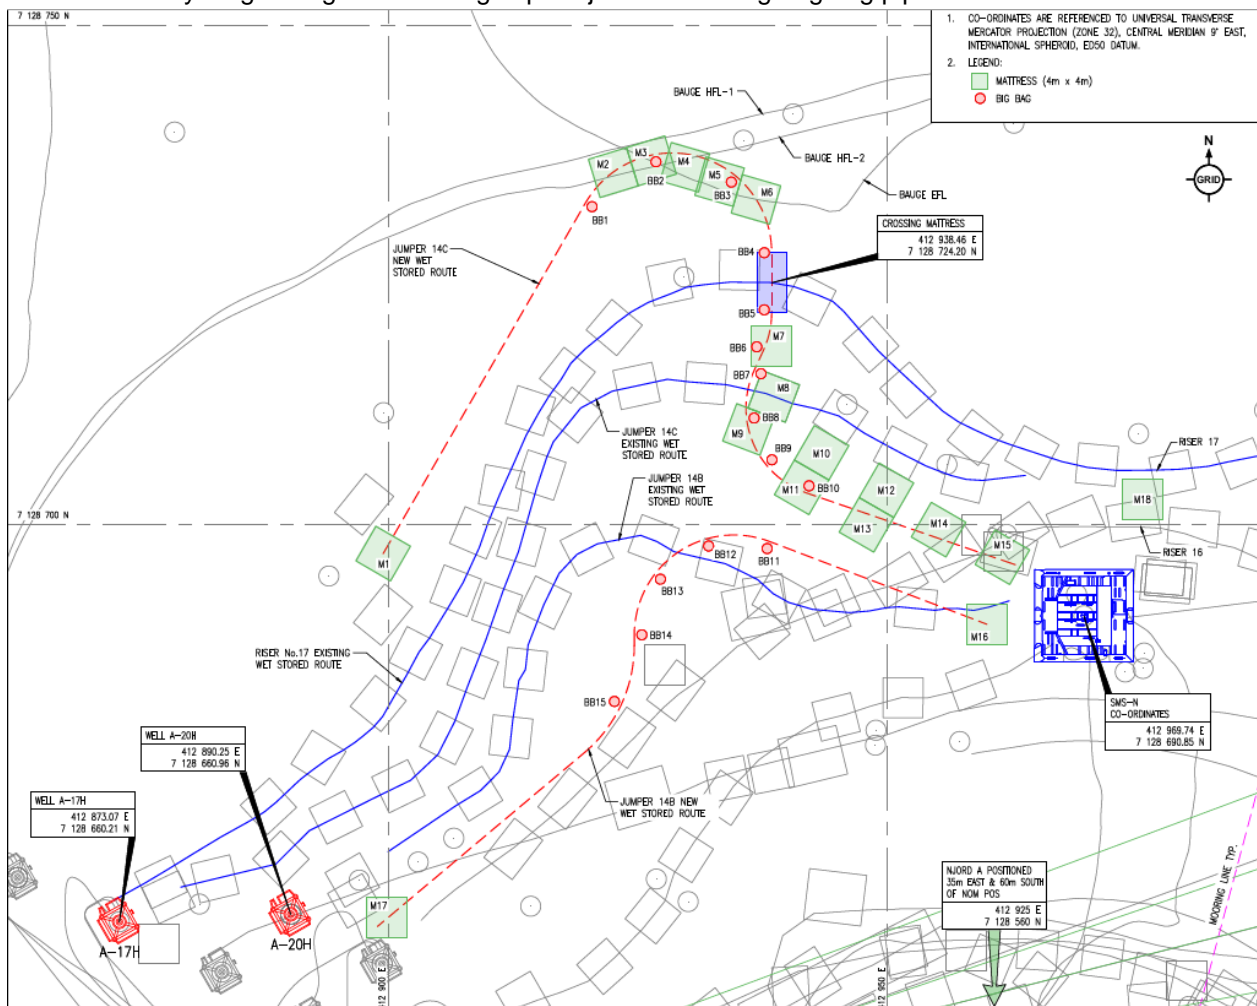 7 128 750 N
1. CO-ORDINATES ARE REFERENCED TO UNIVERSAL TRANSVERSE
MERCATOR PROJECTION (ZONE 32), CENTRAL MERIDIAN 9° EAST,
INTERNATIONAL SPHEROID, ED50 DATUM.
2. LEGEND:
MATTRESS (4m x 4m)
BIG BAG
BAUGE HFL-1
BAUGE HFL-2
BAUGE EFL
N
GRID
M2
M3
M4
M5
M6
BB1
BB2
BB3
BB4
CROSSING MATTRESS
412 938.46 E
7 128 724.20 N
JUMPER 14C
NEW WET
STORED ROUTE
BB5
BB6
M7
BB7
M8
BB8
M9
BB9
M10
M11
BB10
M12
M13
M14
M15
JUMPER 14C
EXISTING WET
STORED ROUTE
JUMPER 14B
EXISTING WET
STORED ROUTE
RISER 17
M18
7 128 700 N
RISER 16
M1
BB12
BB11
BB13
BB14
BB15
M16
RISER No.17 EXISTING
WET STORED ROUTE
SMS-N
CO-ORDINATES
412 969.74 E
7 128 690.85 N
WELL A-20H
412 890.25 E
7 128 660.96 N
WELL A-17H
412 873.07 E
7 128 660.21 N
JUMPER 14B NEW
WET STORED ROUTE
M17
A-17H
A-20H
NJORD A POSITIONED
35m EAST & 60m SOUTH
OF NOM POS
412 925 E
7 128 560 N
MOORING LINE TYP.
412 900 E
412 950 E